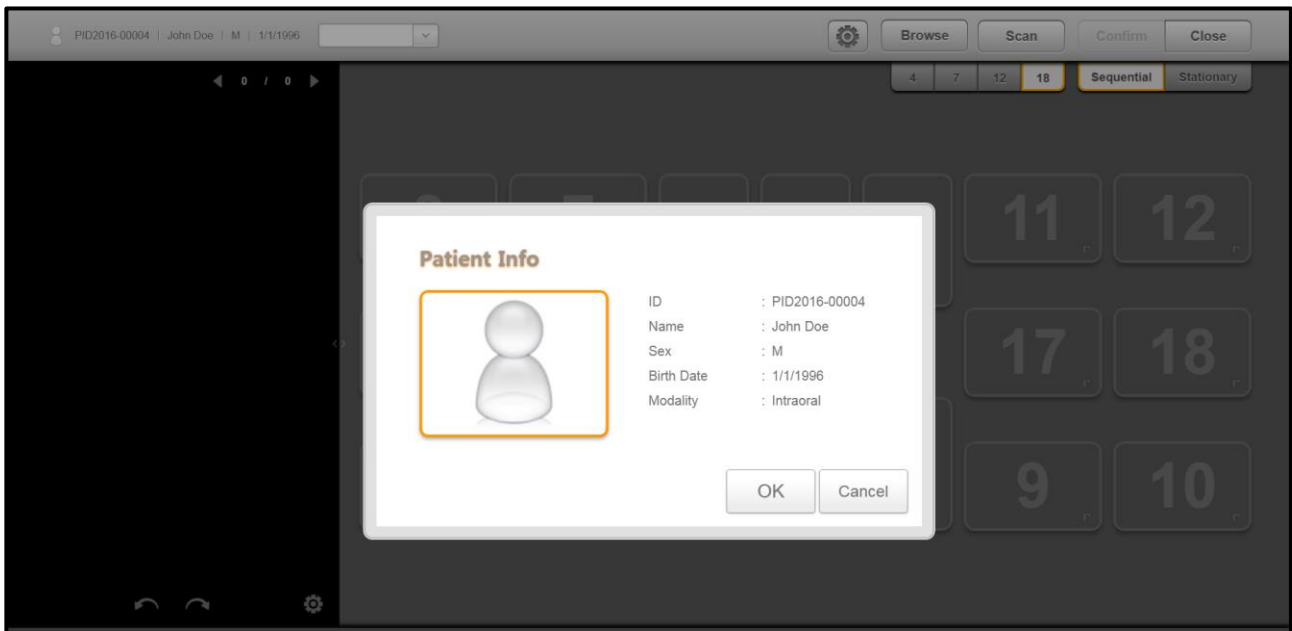 PID2016-00004 | John Doe | M | 1/1/1996
Browse
Scan
Confirm
Close
0 / 0
4 7 12 18
Sequential Stationary
11 12
Patient Info
ID : PID2016-00004
Name : John Doe
Sex : M
Birth Date : 1/1/1996
Modality : Intraoral
17 18
OK
Cancel
9 10